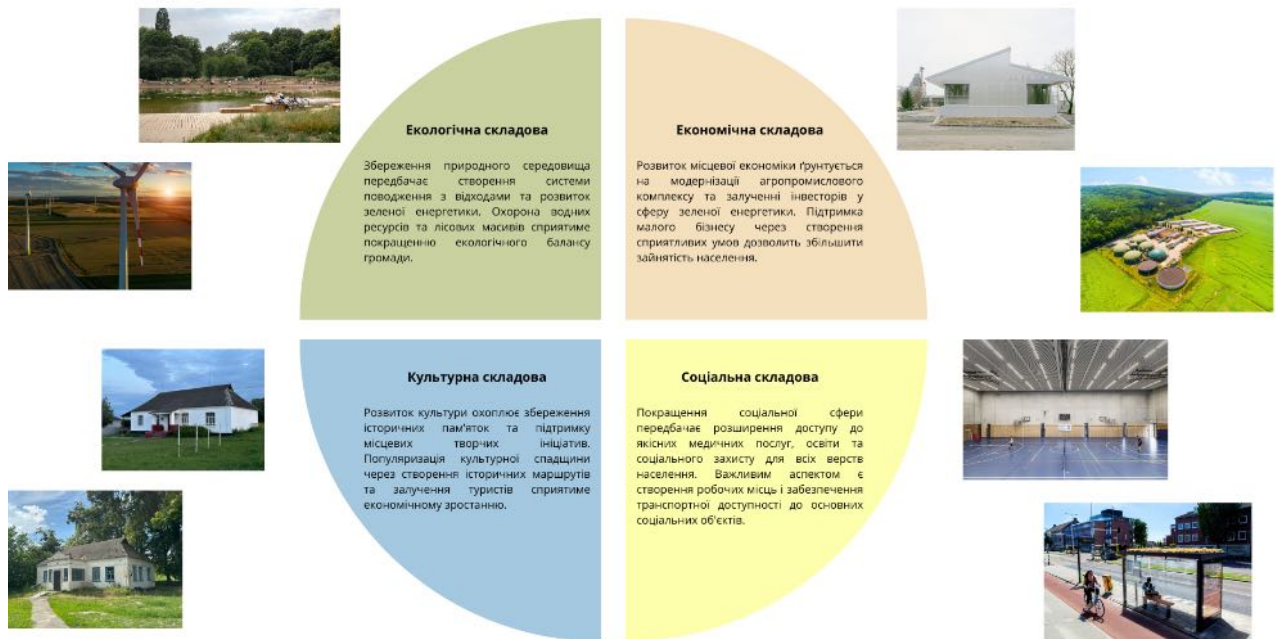 Екологічна складова
Збереження природного середовища
передбачає створення системи
поводження з відходами та розвиток
зеленої енергетики. Охорона водних
ресурсів та лісових масивів сприятиме
покращенню екологічного балансу
громади.
Економічна складова
Розвиток місцевої економіки ґрунтується
на модернізації агропромислового
комплексу та залученні інвесторів у
сферу зеленої енергетики. Підтримка
малого бізнесу через створення
сприятливих умов дозволить збільшити
зайнятість населення.
Культурна складова
Розвиток культури охоплює збереження
історичних пам'яток та підтримку
місцевих творчих ініціатив.
Популяризація культурної спадщини
через створення історичних маршрутів
та залучення туристів сприятиме
економічному зростанню.
Соціальна складова
Покращення соціальної сфери
передбачає розширення доступу до
якісних медичних послуг, освіти та
соціального захисту для всіх верств
населення. Важливим аспектом є
створення робочих місць і забезпечення
транспортної доступності до основних
соціальних об'єктів.